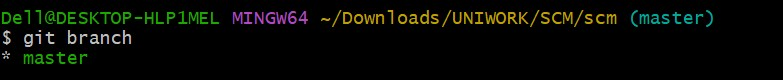 Dell@DESKTOP-HLP1MEL MINGW64 ~/Downloads/UNIWORK/SCM/scm (master)
$ git branch
* master